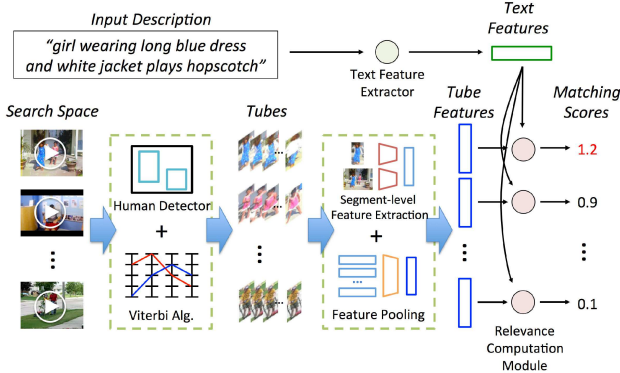 Input Description
“girl wearing long blue dress
and white jacket plays hopscotch”
Text Feature
Extractor
Text
Features
Search Space
Human Detector
+
Viterbi Alg.
Tubes
...
...
...
Segment-level
Feature Extraction
+
...
Feature Pooling
Tube
Features
Matching
Scores
1.2
0.9
0.1
Relevance
Computation
Module